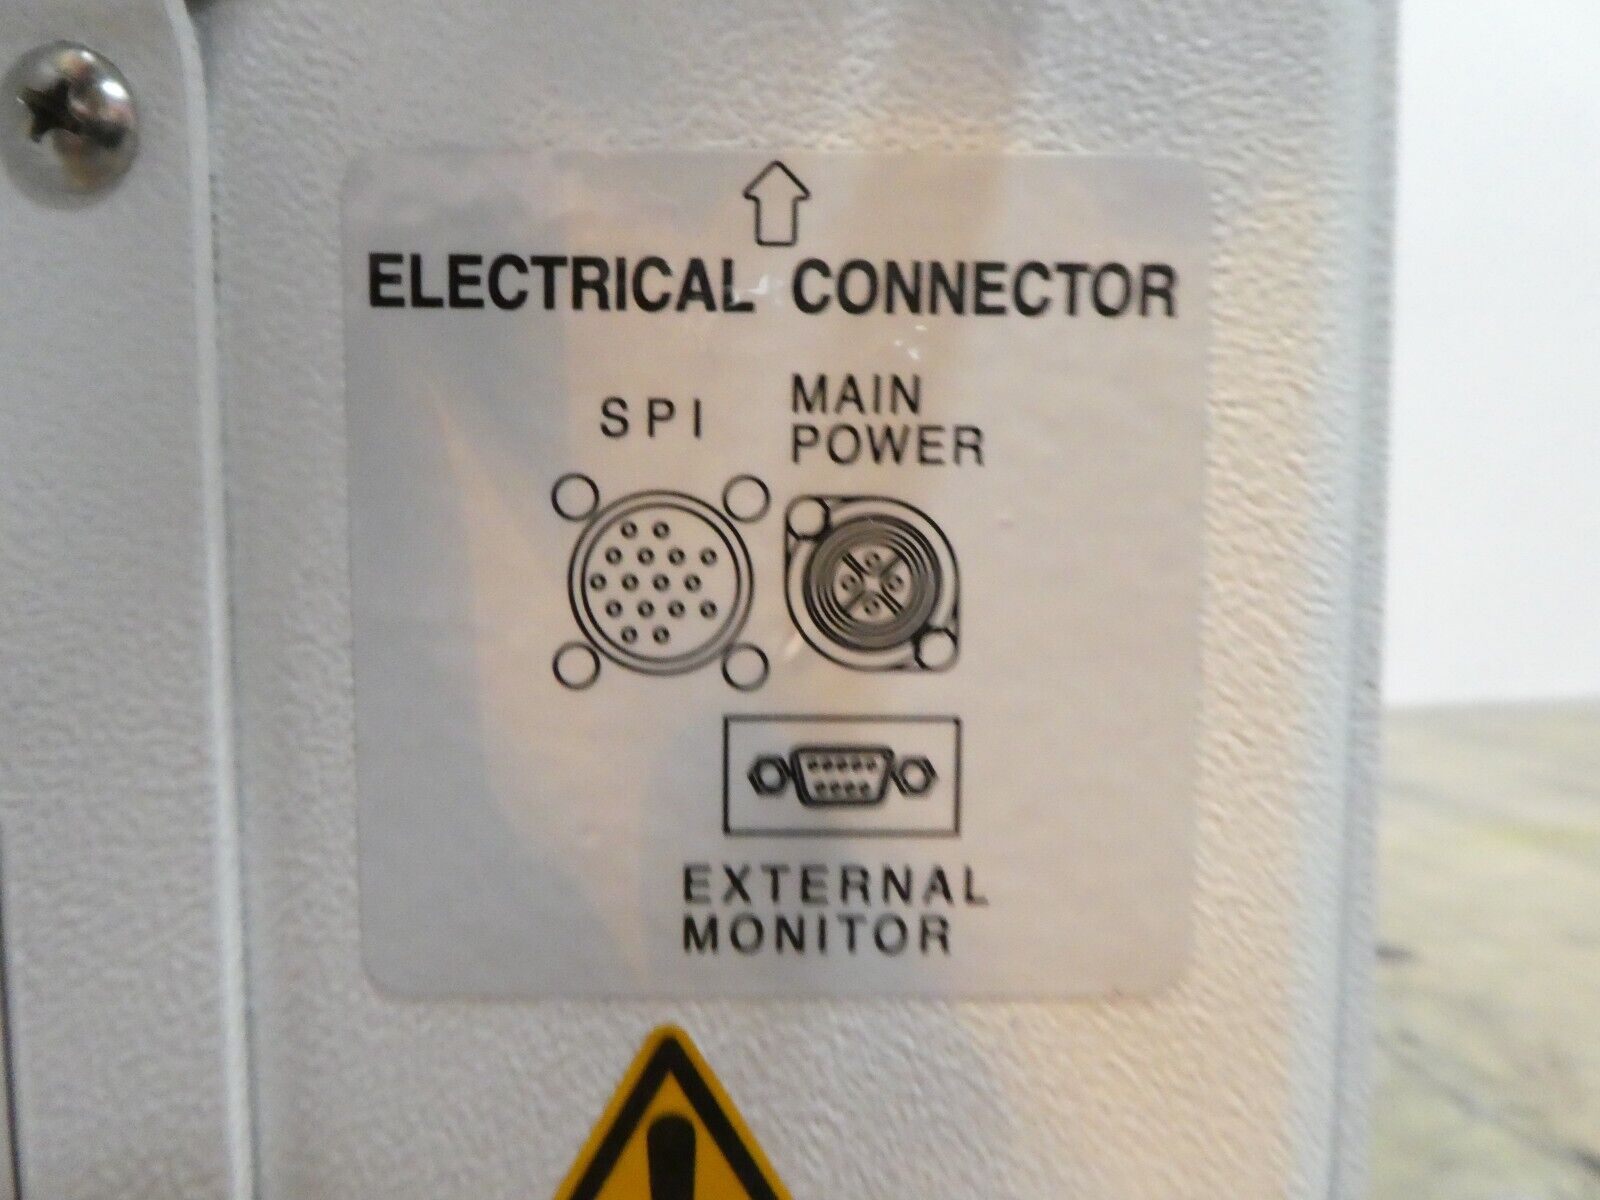 ELECTRICAL CONNECTOR
SPI
MAIN
POWER
EXTERNAL
MONITOR